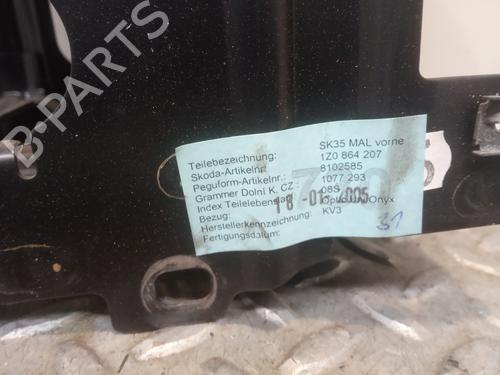 B-PARTS
Teilebezeichnung: SK35 MAL vorne
Skoda-Artikelnr. 1Z0 864 207
Peguform-Artikelnr.: 8102585
Grammer Dolni K. CZ: 1077 293
Index Teilelebenslauf 08S
Bezug: Onyx
Herstellerkennzeichnung: KV3
Fertigungsdatum:
18 -01- 2005
31